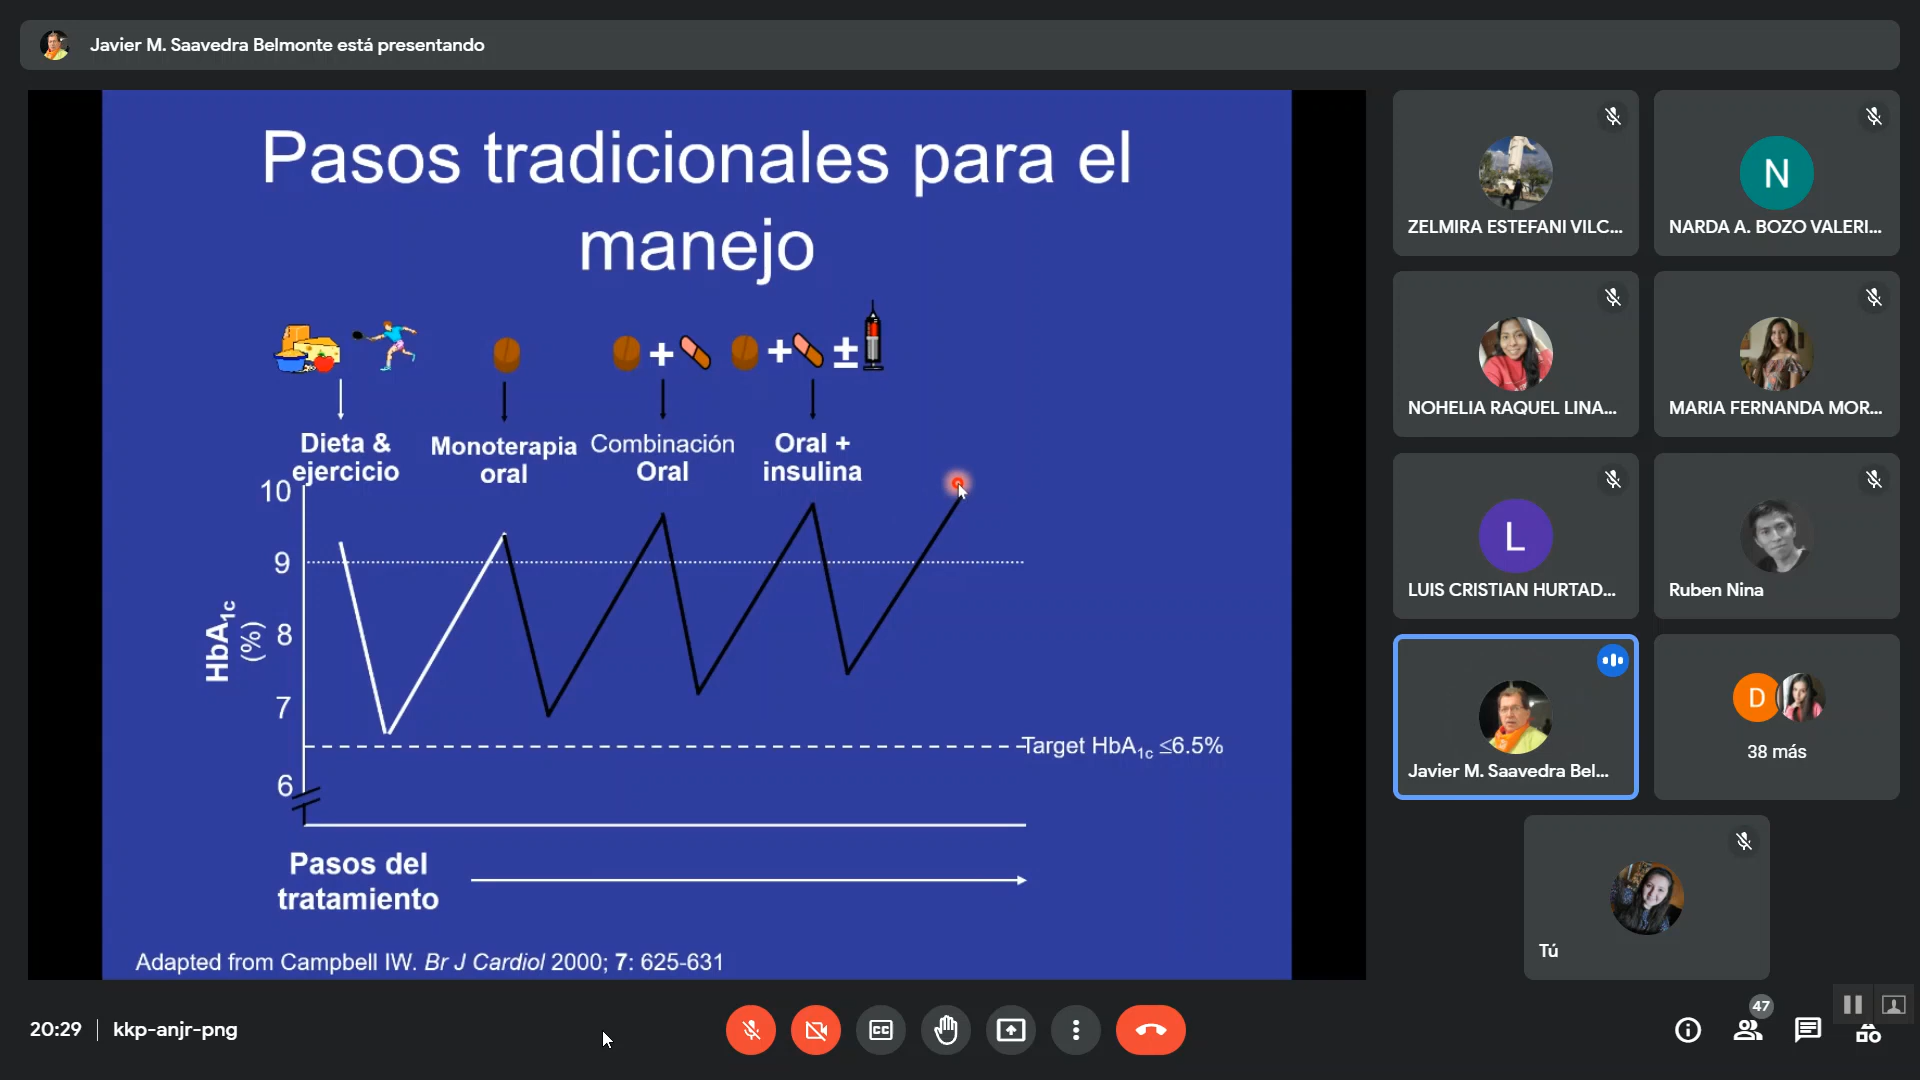 Javier M. Saavedra Belmonte está presentando
Pasos tradicionales para el
manejo
+
+
±
Dieta &
ejercicio
Monoterapia
oral
Combinación
Oral
Oral +
insulina
10
9
8
7
6
HbA1c
(%)
Target HbA1c ≤6.5%
Pasos del
tratamiento
Adapted from Campbell IW. Br J Cardiol 2000; 7: 625-631
ZELMIRA ESTEFANI VILC...
N
NARDA A. BOZO VALERI...
NOHELIA RAQUEL LINA...
MARIA FERNANDA MOR...
L
LUIS CRISTIAN HURTAD...
Ruben Nina
Javier M. Saavedra Bel...
D
38 más
Tú
20:29 | kkp-anjr-png
CC
47